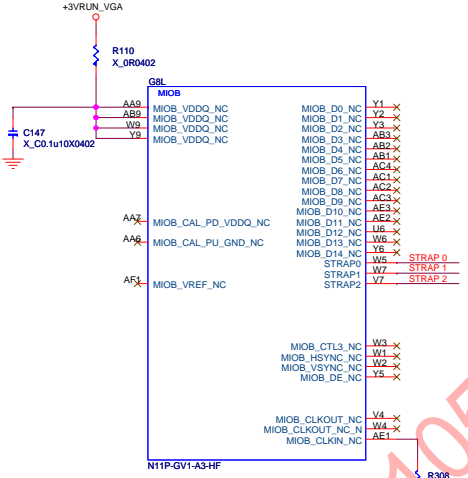 +3VRUN_VGA
R110
X_0R0402
C147
X_C0.1u10X0402
G8L
MIOB
AA9 MIOB_VDDQ_NC
AB9 MIOB_VDDQ_NC
W9 MIOB_VDDQ_NC
Y9 MIOB_VDDQ_NC
AA7 MIOB_CAL_PD_VDDQ_NC
AA6 MIOB_CAL_PU_GND_NC
AF1 MIOB_VREF_NC
MIOB_D0_NC Y1
MIOB_D1_NC Y2
MIOB_D2_NC Y3
MIOB_D3_NC AB3
MIOB_D4_NC AB2
MIOB_D5_NC AB1
MIOB_D6_NC AC4
MIOB_D7_NC AC1
MIOB_D8_NC AC2
MIOB_D9_NC AC3
MIOB_D10_NC AE3
MIOB_D11_NC AE2
MIOB_D12_NC U6
MIOB_D13_NC W6
MIOB_D14_NC Y6
STRAP0 W5 STRAP 0
STRAP1 W7 STRAP 1
STRAP2 V7 STRAP 2
MIOB_CTL3_NC W3
MIOB_HSYNC_NC W1
MIOB_VSYNC_NC W2
MIOB_DE_NC Y5
MIOB_CLKOUT_NC V4
MIOB_CLKOUT_NC_N W4
MIOB_CLKIN_NC AE1
N11P-GV1-A3-HF
R308
105